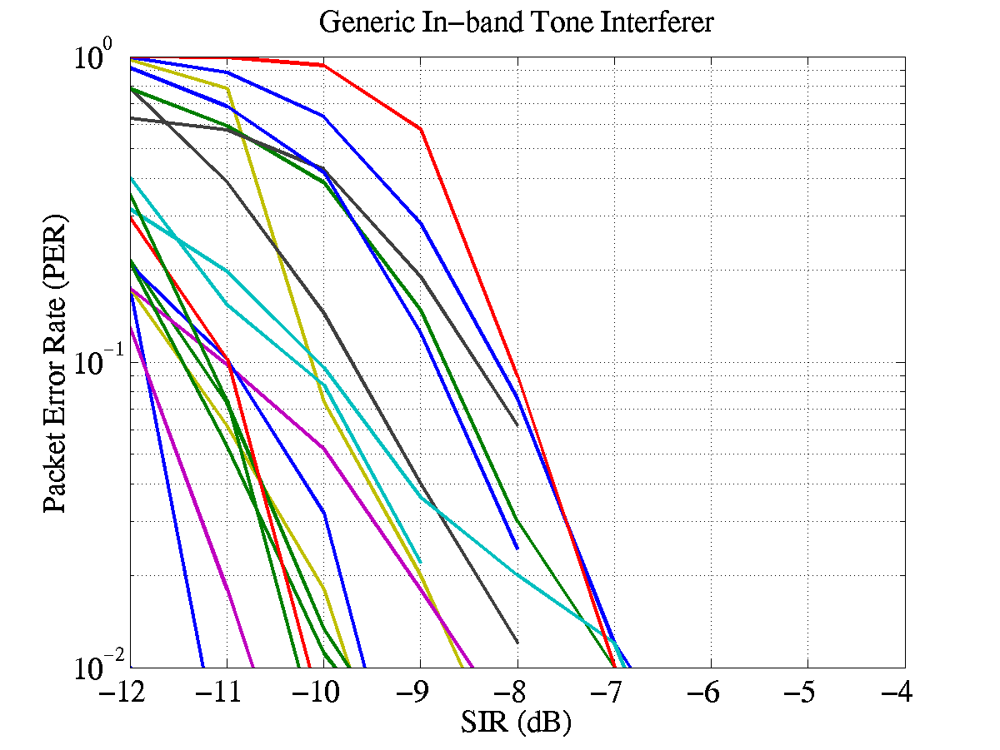 Generic In−band Tone Interferer
10^0
10^−1
10^−2
Packet Error Rate (PER)
−12 −11 −10 −9 −8 −7 −6 −5 −4
SIR (dB)